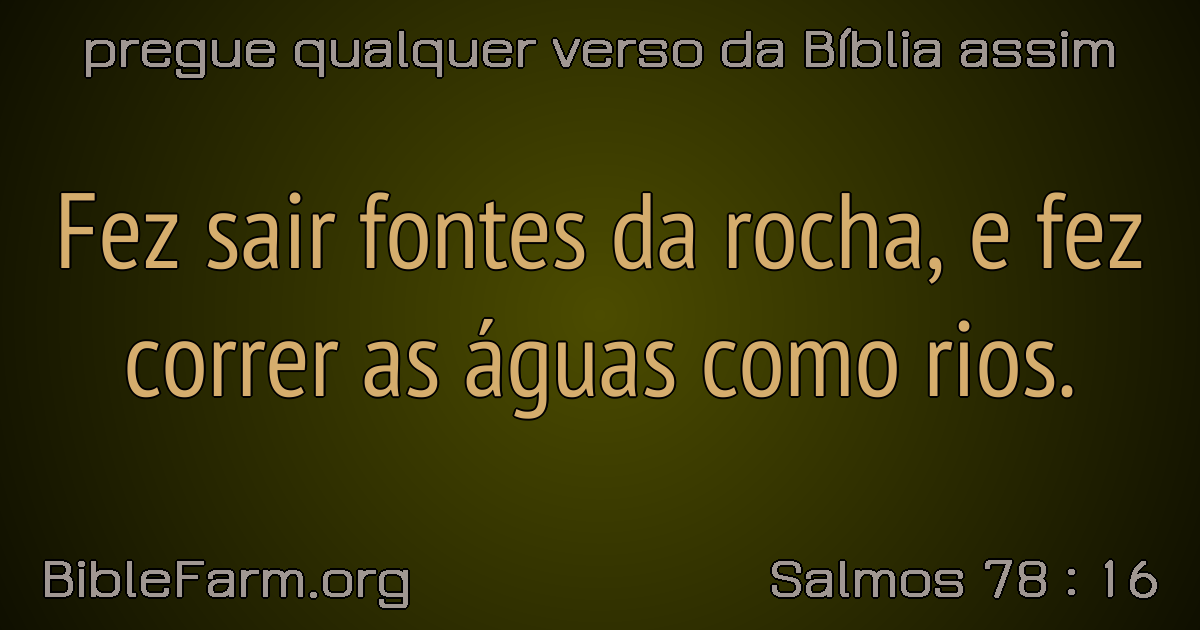 pregue qualquer verso da Bíblia assim
Fez sair fontes da rocha, e fez
correr as águas como rios.
BibleFarm.org
Salmos 78 : 16